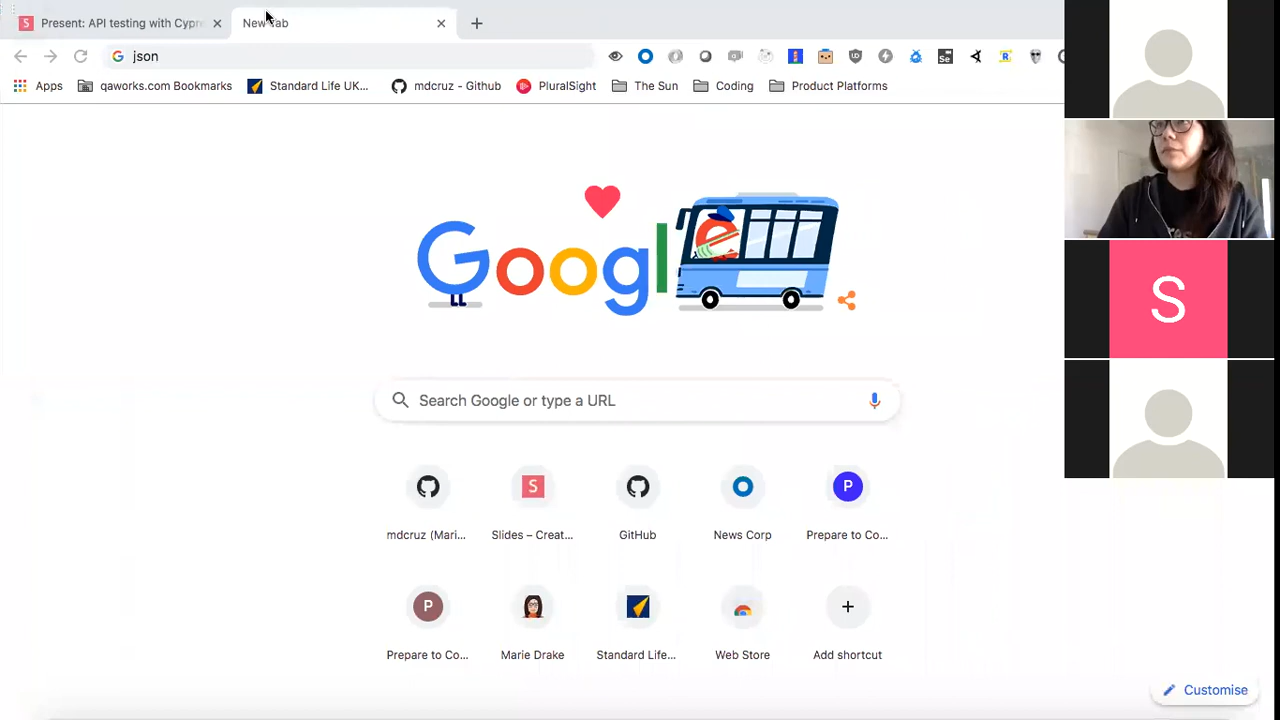 Present: API testing with Cypre
New Tab
json
Apps
qaworks.com Bookmarks
Standard Life UK...
mdcruz - Github
PluralSight
The Sun
Coding
Product Platforms
Google
Search Google or type a URL
S
P
mdcruz (Mari...
Slides – Creat...
GitHub
News Corp
Prepare to Co...
P
Prepare to Co...
Marie Drake
Standard Life...
Web Store
Add shortcut
Customise
S